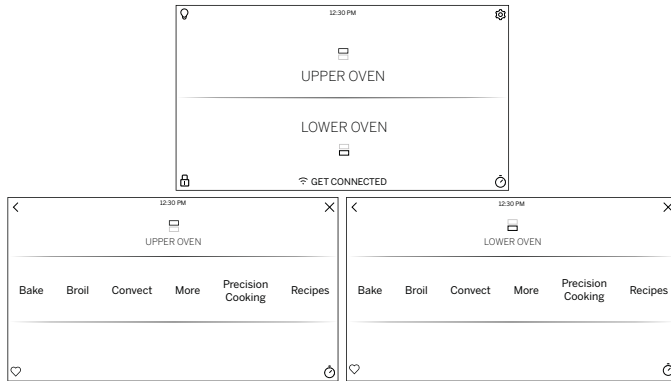 12:30 PM
UPPER OVEN
LOWER OVEN
GET CONNECTED
12:30 PM
UPPER OVEN
Bake Broil Convect More Precision Cooking Recipes
12:30 PM
LOWER OVEN
Bake Broil Convect More Precision Cooking Recipes